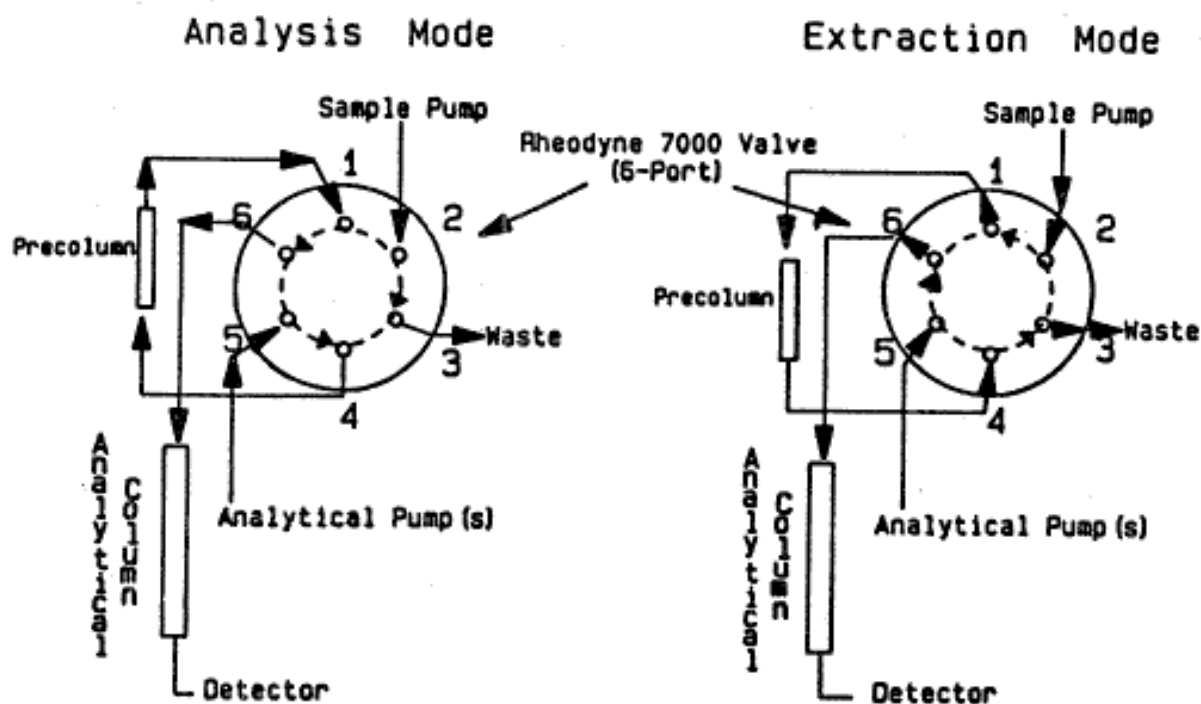 Analysis Mode
Extraction Mode
Sample Pump
Sample Pump
Rheodyne 7000 Valve
(6-Port)
1
2
3
4
5
6
Precolumn
Waste
Analytical
Column
Analytical Pump(s)
Detector
1
2
3
4
5
6
Precolumn
Waste
Analytical
Column
Analytical Pump(s)
Detector